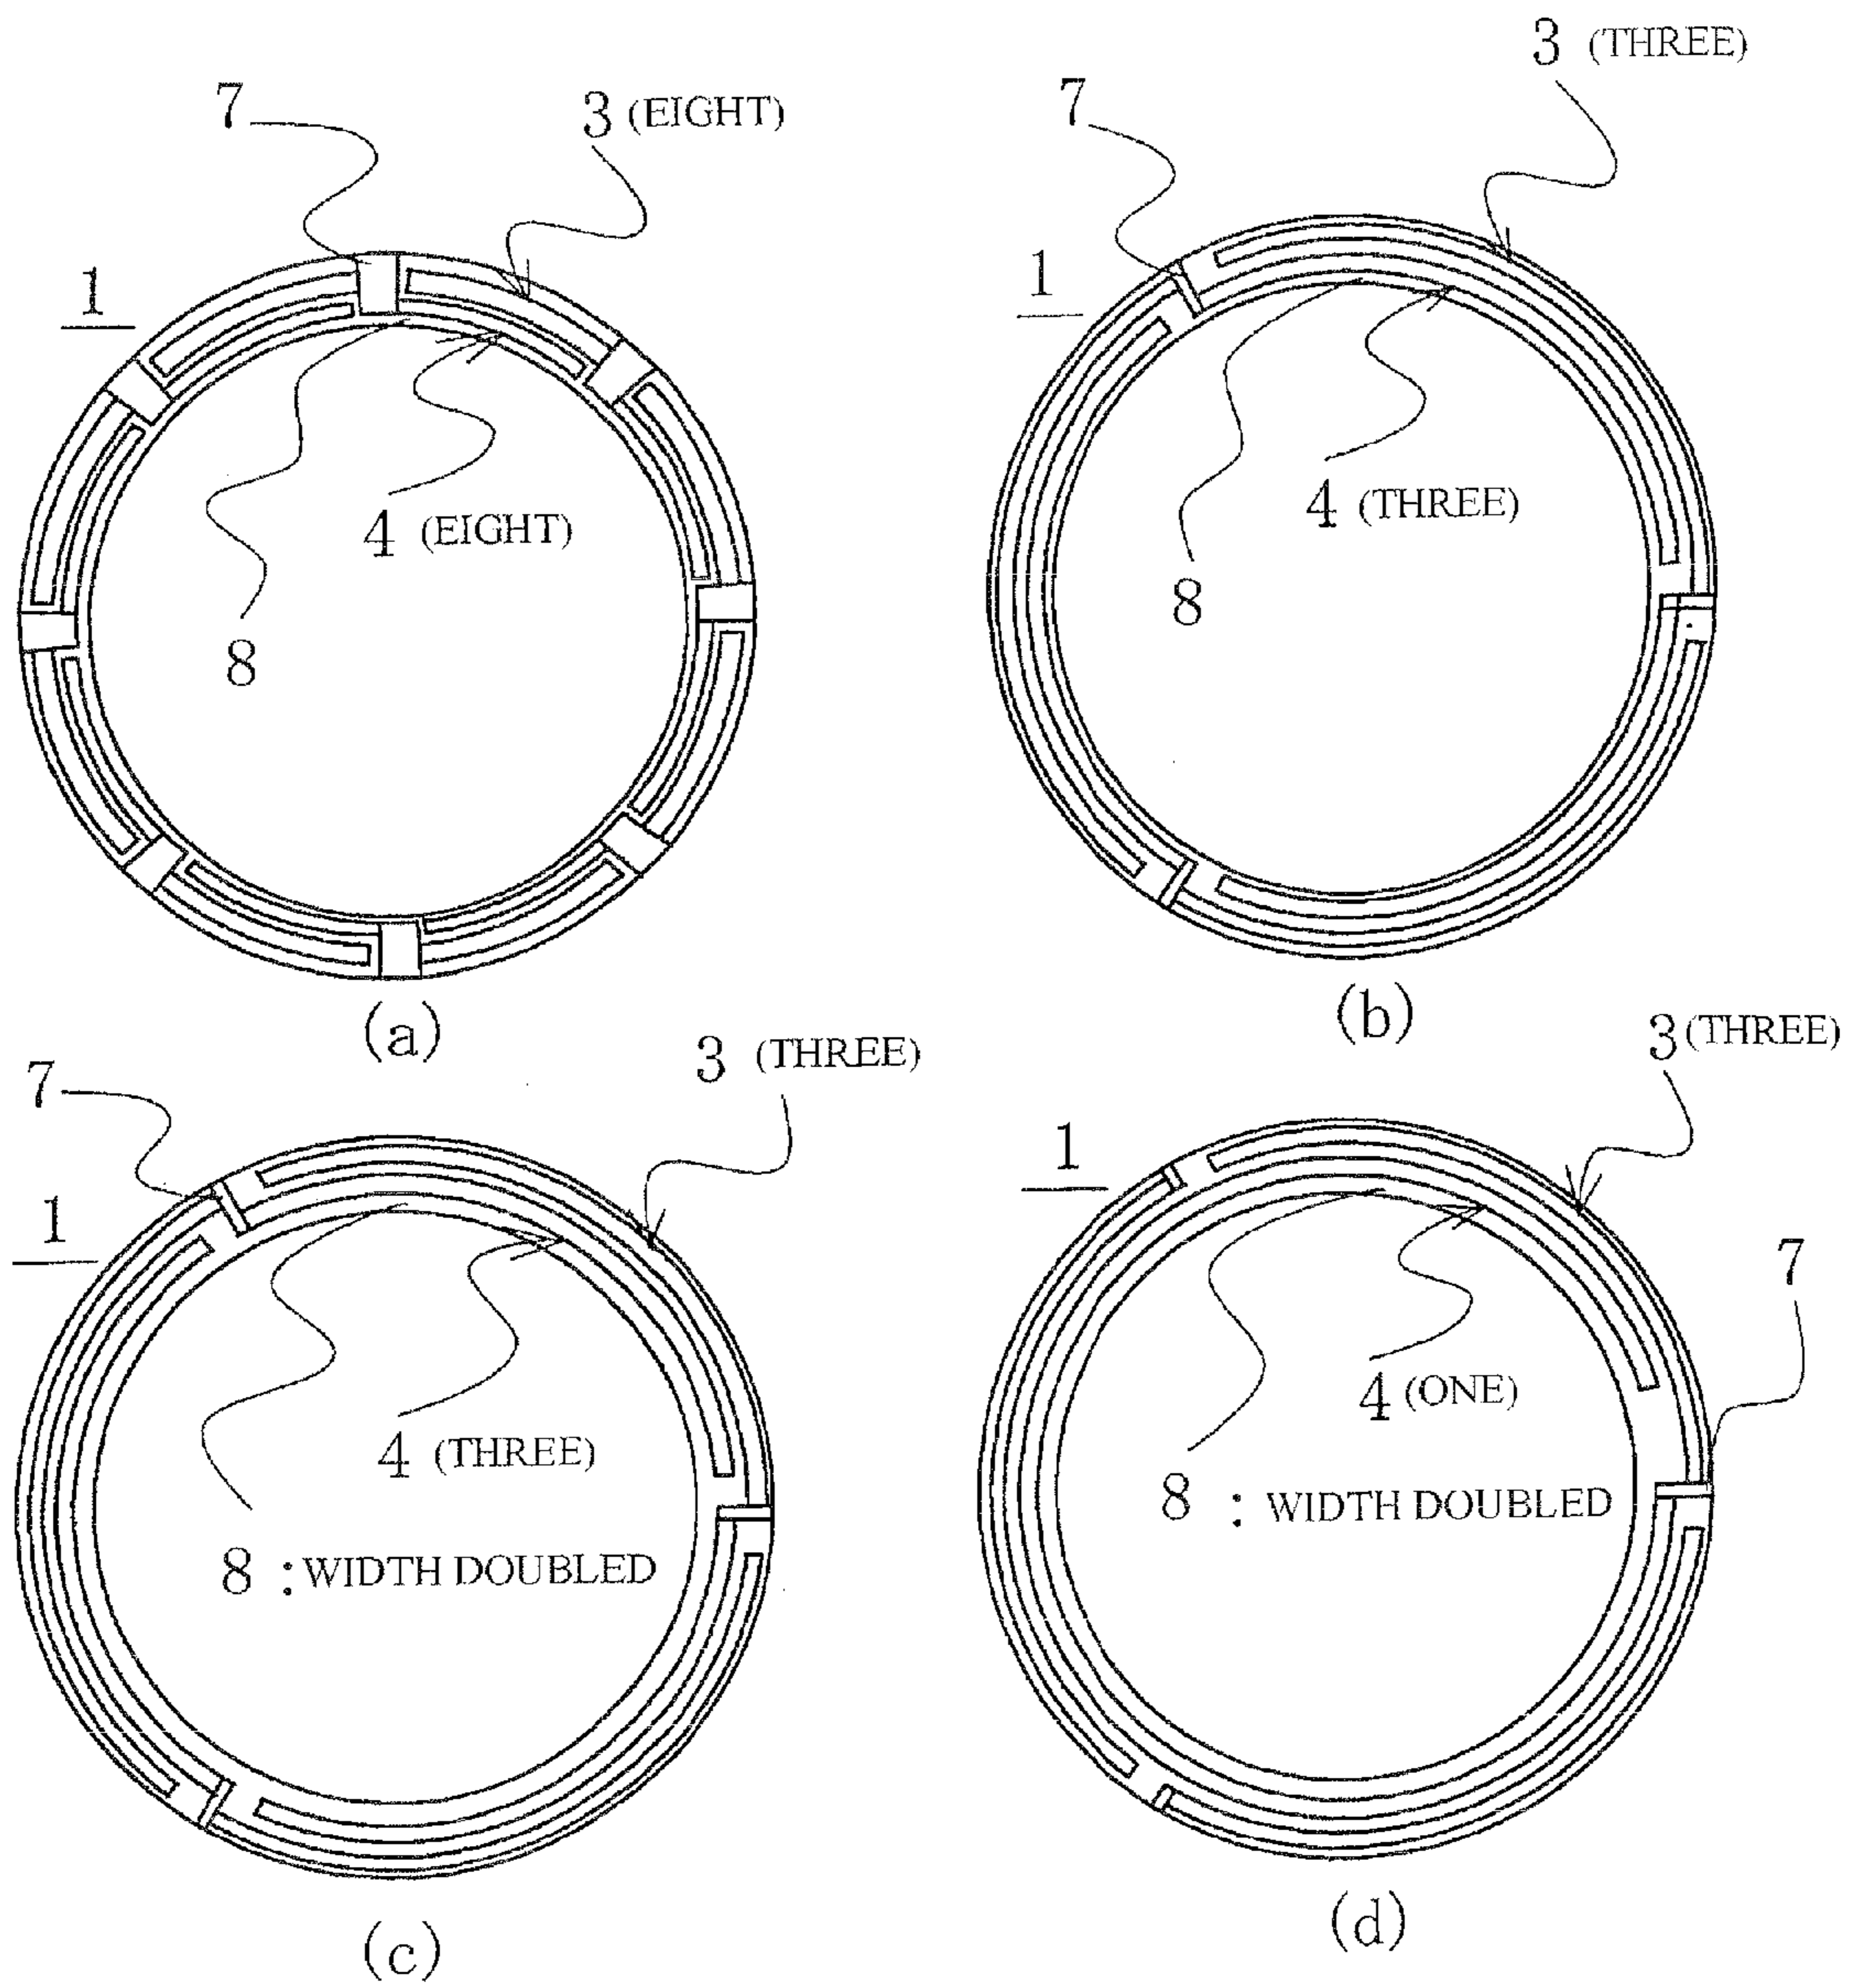 7
3 (EIGHT)
1
4 (EIGHT)
8
(a)
3 (THREE)
7
1
4 (THREE)
8
(b)
3 (THREE)
7
1
4 (THREE)
8 : WIDTH DOUBLED
(c)
3 (THREE)
1
7
4 (ONE)
8 : WIDTH DOUBLED
(d)